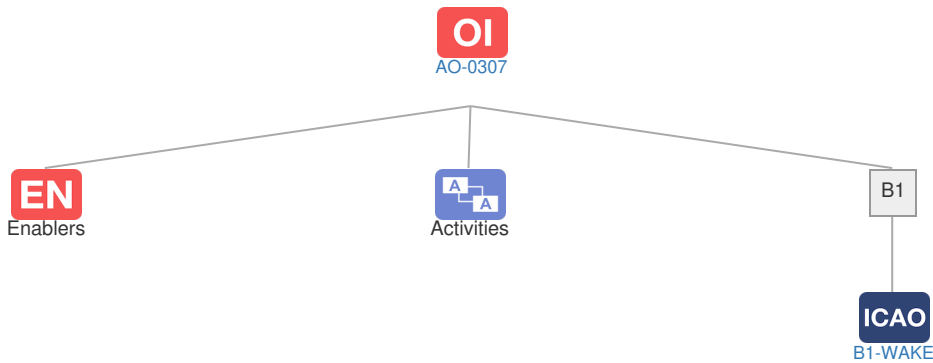 OI
AO-0307
EN
Enablers
A
A
Activities
B1
ICAO
B1-WAKE